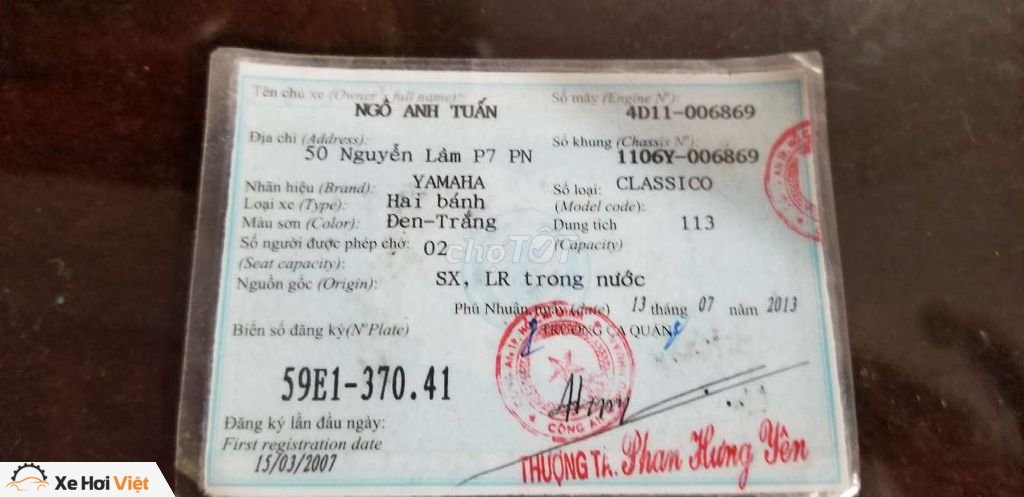 Tên chủ xe (Owner's full name): Số máy (Engine Nº):
NGÔ ANH TUẤN 4D11-006869
Địa chỉ (Address): Số khung (Chassis Nº):
50 Nguyễn Lâm P7 PN 1106Y-006869
Nhãn hiệu (Brand): YAMAHA Số loại: CLASSICO
Loại xe (Type): Hai bánh (Model code):
Màu sơn (Color): Đen-Trắng Dung tích 113
Số người được phép chở: 02 (Capacity)
(Seat capacity):
chợTỐT
Nguồn gốc (Origin): SX, LR trong nước
Phú Nhuận, ngày (date) 13 tháng 07 năm 2013
Biển số đăng ký(NºPlate) TRƯỞNG CA QUẬN
59E1-370.41
CÔNG AN
Đăng ký lần đầu ngày:
First registration date
15/03/2007
THƯỢNG TÁ. Phan Hưng Yên
Xe Hơi Việt